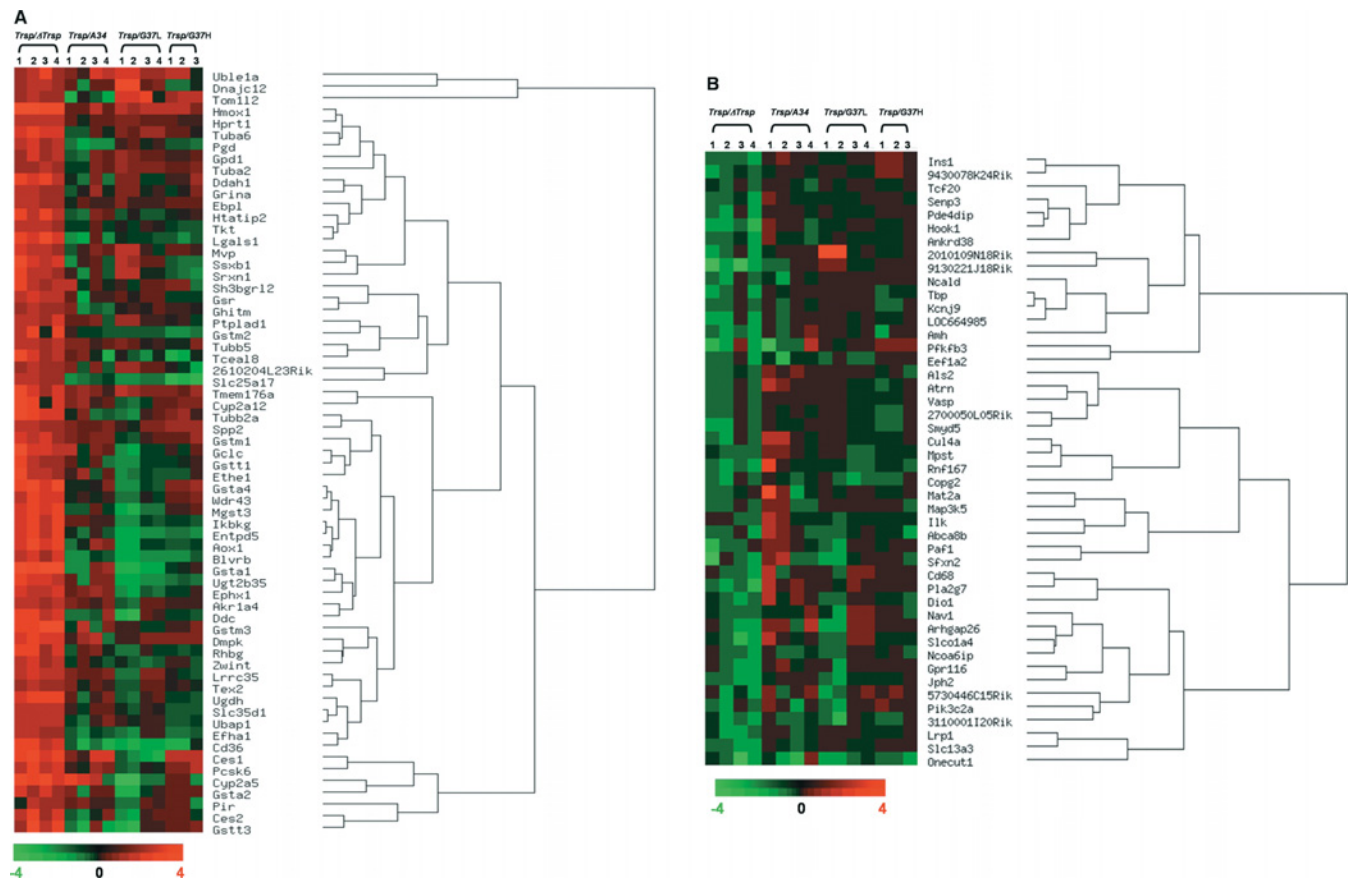 A
Trsp/ΔTrsp Trsp/A34 Trsp/G37L Trsp/G37H
1 2 3 4 1 2 3 4 1 2 3 4 1 2 3
Uble1a
Dnajc12
Tom1l2
Hmox1
Hprt1
Tuba6
Pgd
Gpd1
Tuba2
Ddah1
Grina
Ebpl
Htatip2
Tkt
Lgals1
Mvp
Ssxb1
Srxn1
Sh3bgrl2
Gsr
Ghitm
Ptplad1
Gstm2
Tubb5
Tceal8
2610204L23Rik
Slc25a17
Tmem176a
Cyp2a12
Tubb2a
Spp2
Gstm1
Gclc
Gstt1
Ethe1
Gsta4
Wdr43
Mgst3
Ikbkg
Entpd5
Aox1
Blvrb
Gsta1
Ugt2b35
Ephx1
Akr1a4
Ddc
Gstm3
Dmpk
Rhbg
Zwint
Lrrc35
Tex2
Ugdh
Slc35d1
Ubap1
Efha1
Cd36
Ces1
Pcsk6
Cyp2a5
Gsta2
Pir
Ces2
Gstt3
-4 0 4
B
Trsp/ΔTrsp Trsp/A34 Trsp/G37L Trsp/G37H
1 2 3 4 1 2 3 4 1 2 3 4 1 2 3
Ins1
9430078K24Rik
Tcf20
Senp3
Pde4dip
Hook1
Ankrd38
2010109N18Rik
9130221J18Rik
Ncald
Tbp
Kcnj9
LOC664985
Amh
Pfkfb3
Eef1a2
Als2
Atrn
Vasp
2700050L05Rik
Smyd5
Cul4a
Mpst
Rnf167
Copg2
Mat2a
Map3k5
Ilk
Abca8b
Paf1
Sfxn2
Cd68
Pla2g7
Dio1
Nav1
Arhgap26
Slco1a4
Ncoa6ip
Gpr116
Jph2
5730446C15Rik
Pik3c2a
3110001I20Rik
Lrp1
Slc13a3
Onecut1
-4 0 4